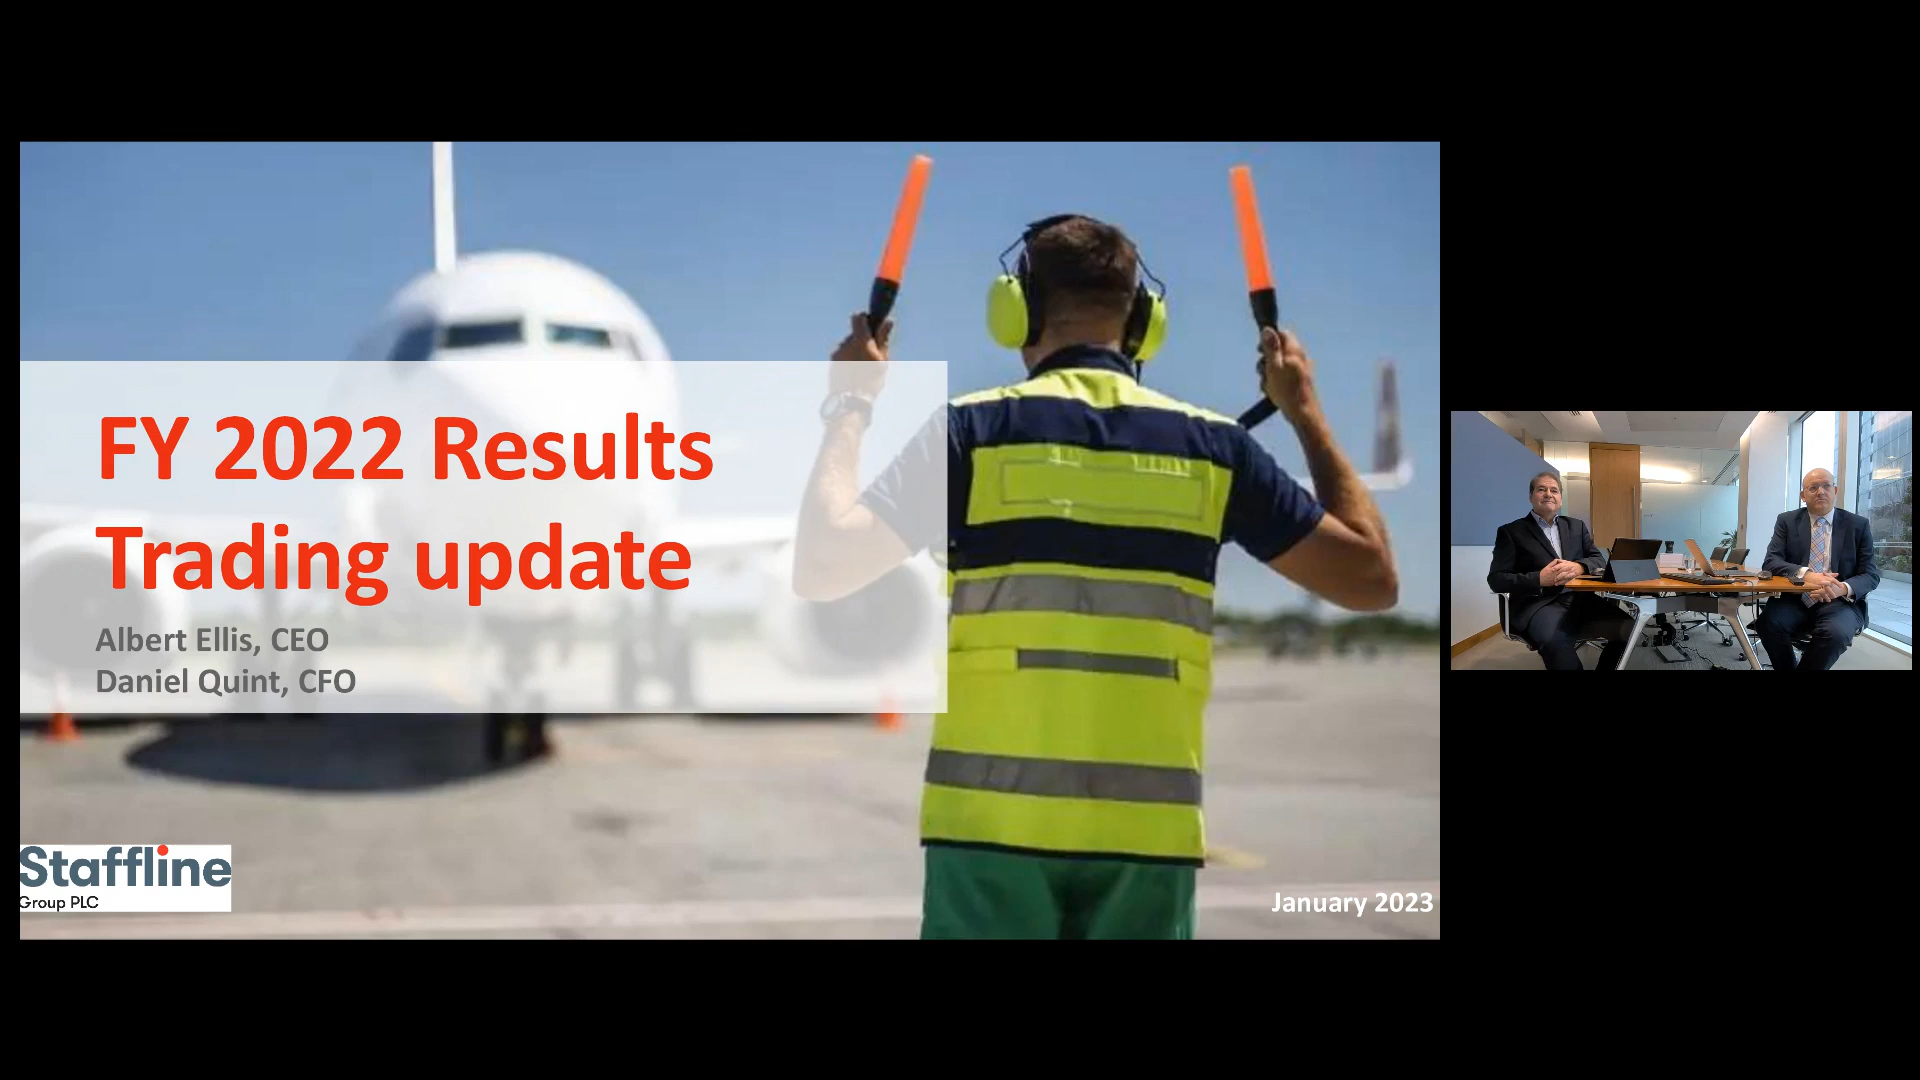 FY 2022 Results
Trading update
Albert Ellis, CEO
Daniel Quint, CFO
Staffline
Group PLC
January 2023